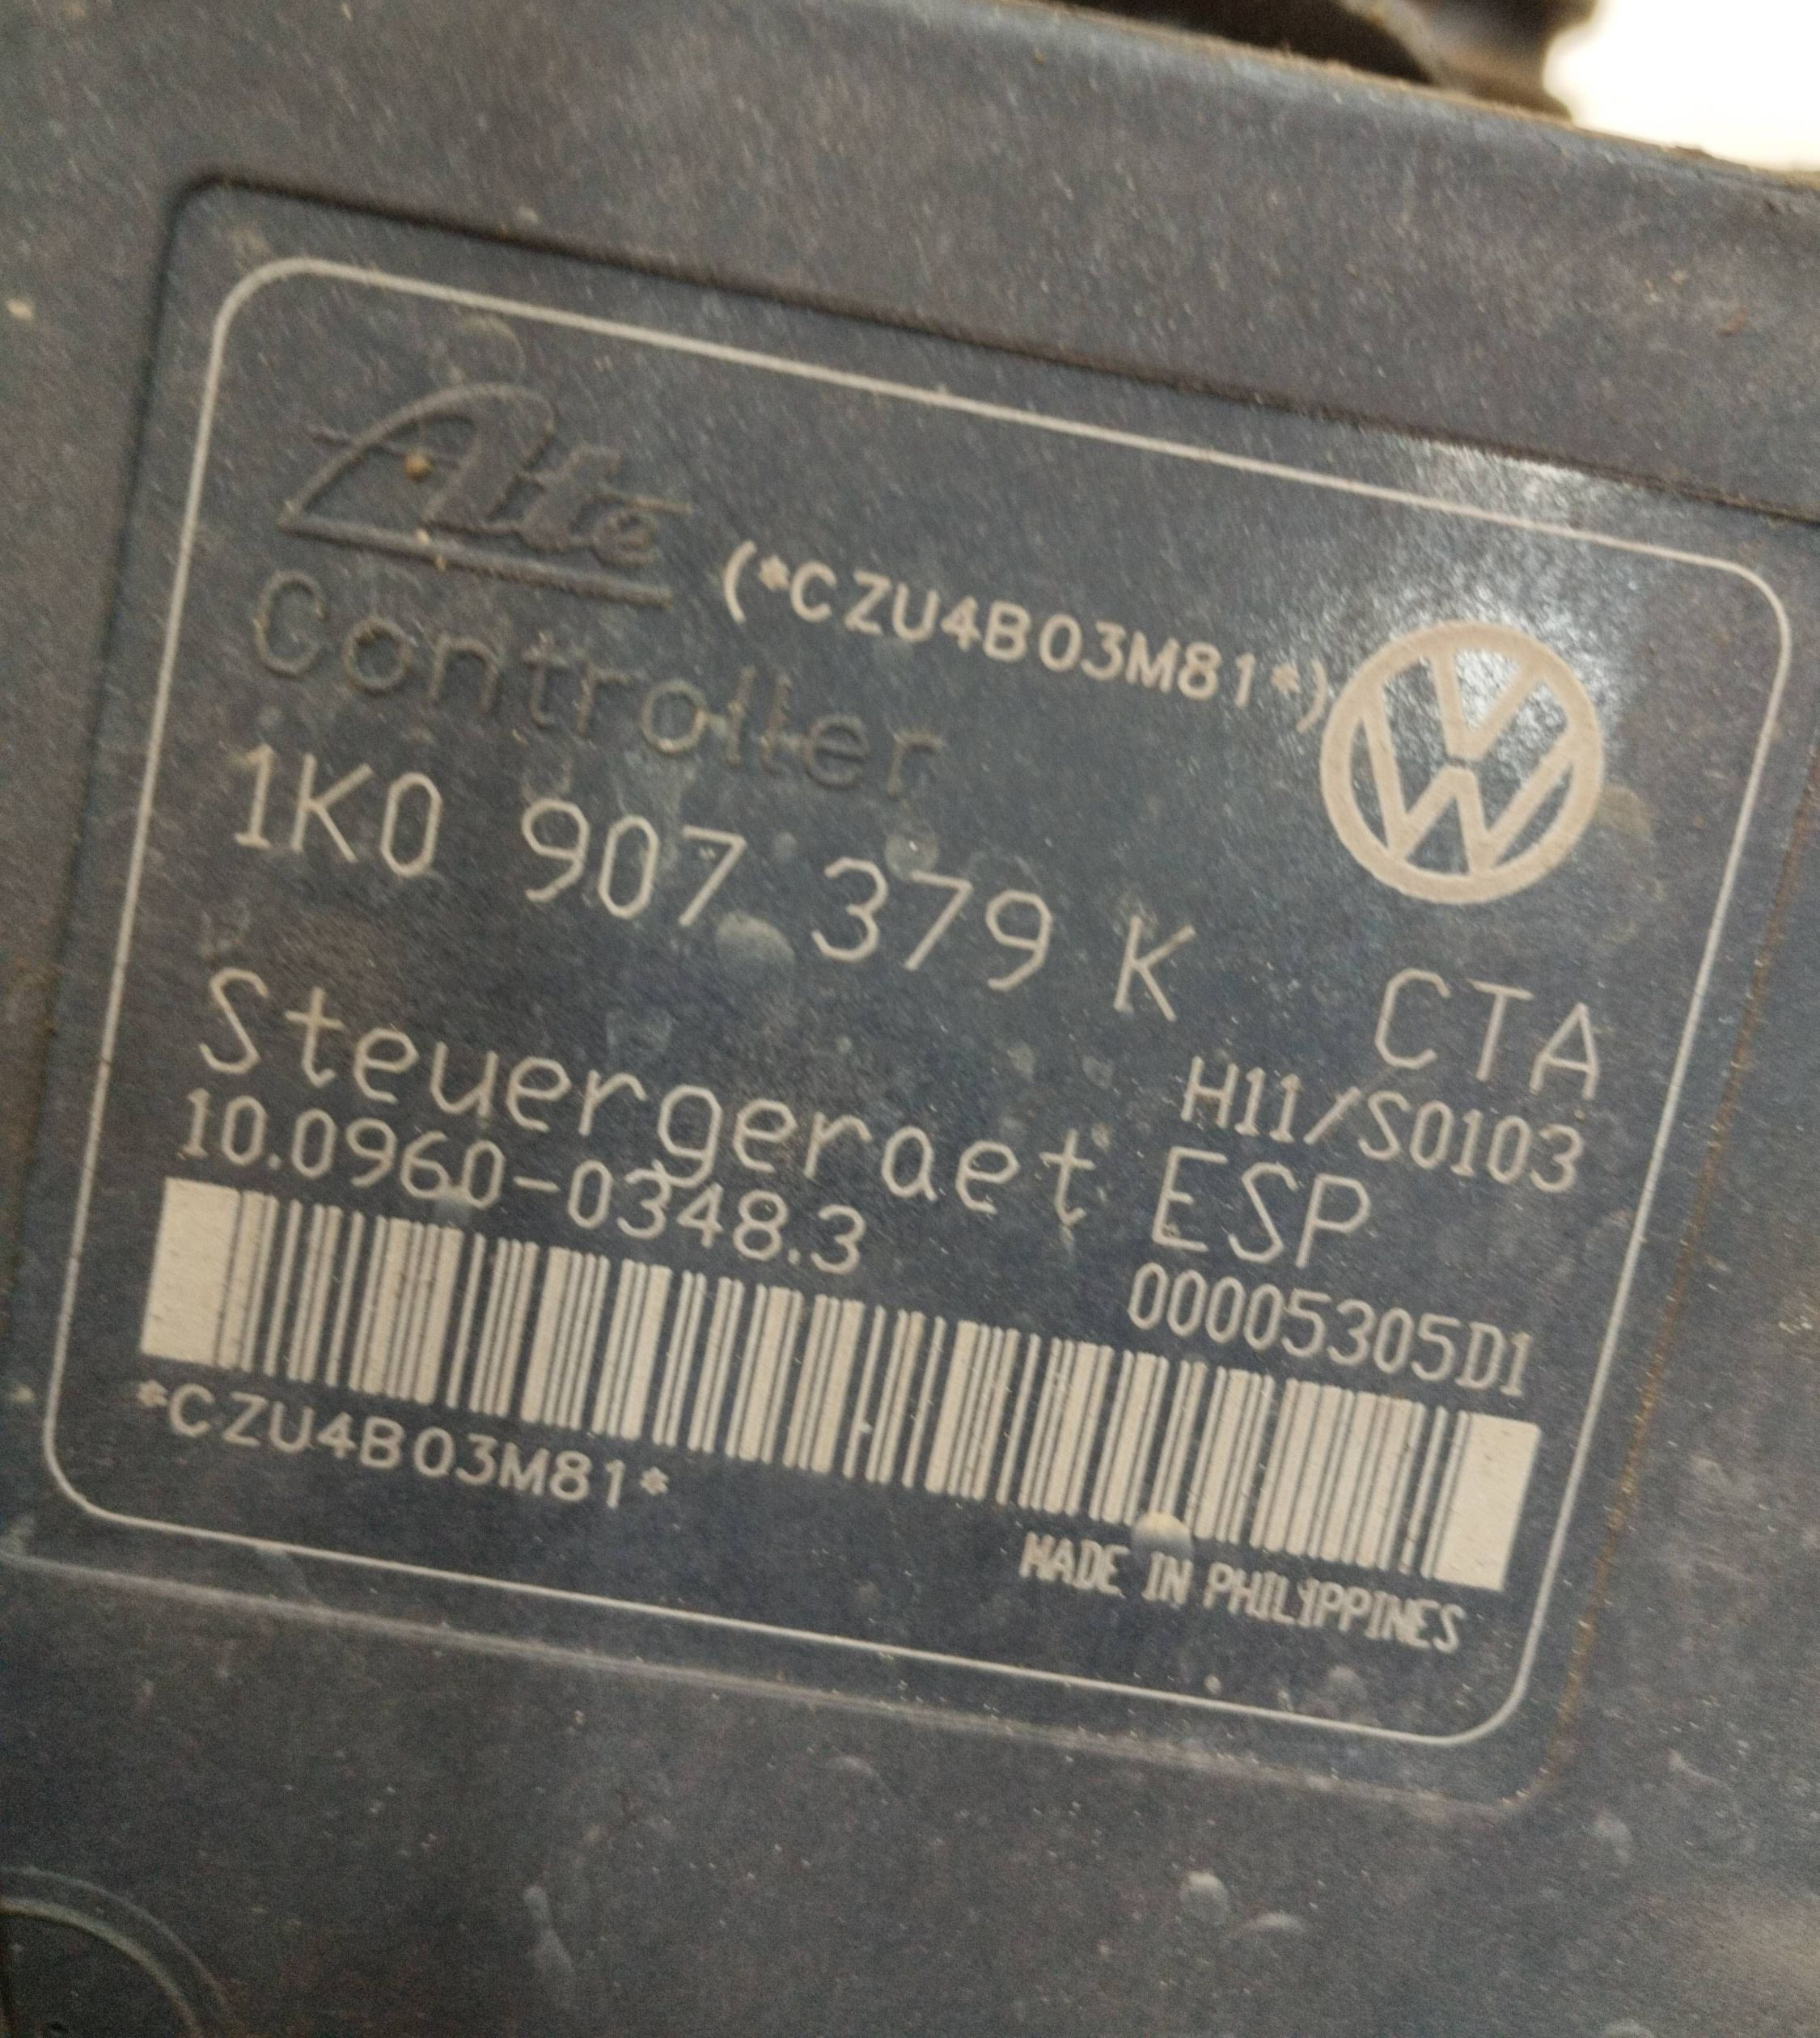 Ate
(*CZU4B03M81*)
Controller
1K0 907 379 K
CTA
H11/S0103
Steuergeraet ESP
10.0960-0348.3
00005305D1
*CZU4B03M81*
MADE IN PHILIPPINES